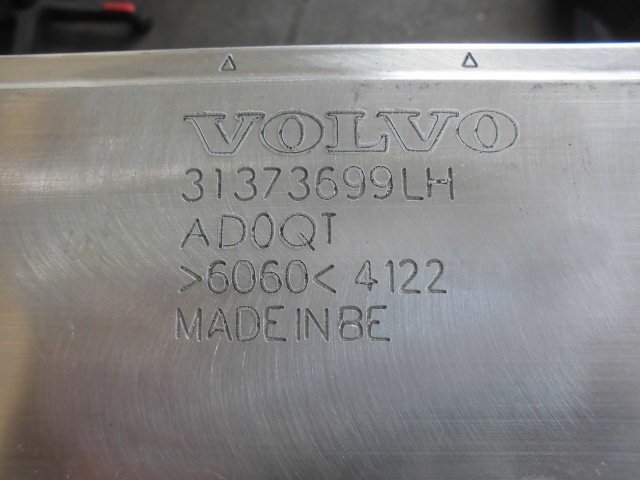 VOLVO
31373699LH
AD0QT
>6060< 4122
MADE IN BE